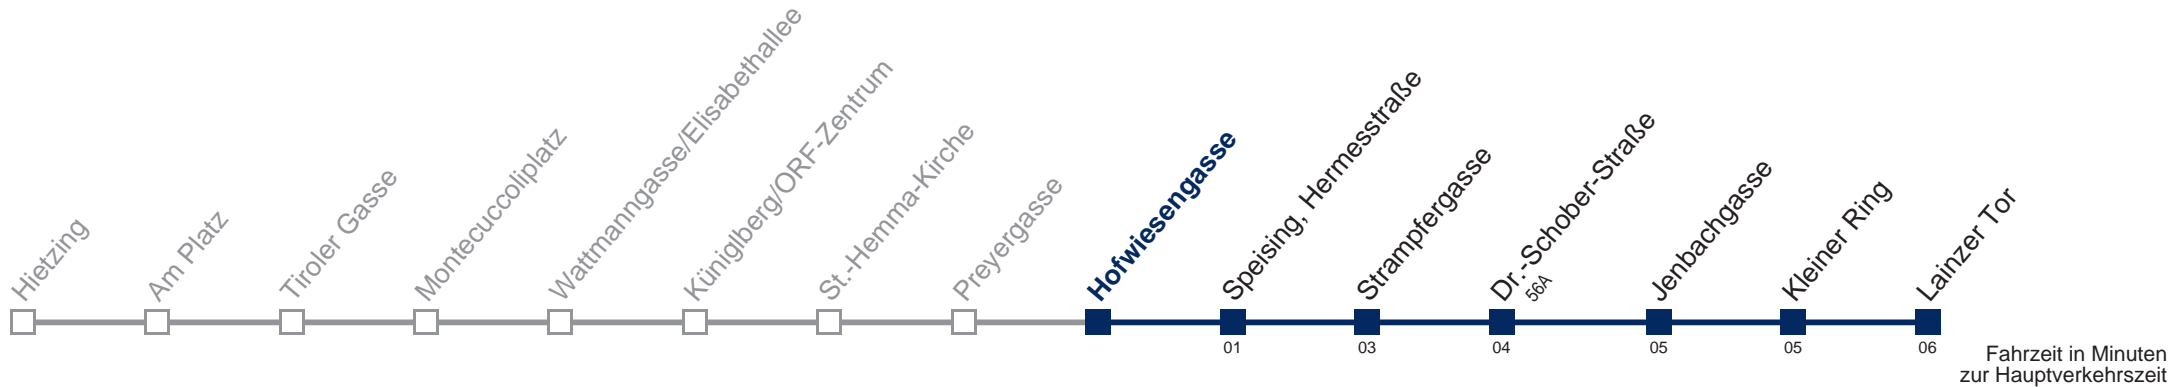 Hietzing
Am Platz
Tiroler Gasse
Montecuccoliplatz
Wattmanngasse/Elisabethallee
Küniglberg/ORF-Zentrum
St.-Hemma-Kirche
Preyergasse
Hofwiesengasse
Speising, Hermesstraße
Strampfergasse
Dr.-Schober-Straße
56A
Jenbachgasse
Kleiner Ring
Lainzer Tor
01
03
04
05
05
06
Fahrzeit in Minuten
zur Hauptverkehrszeit